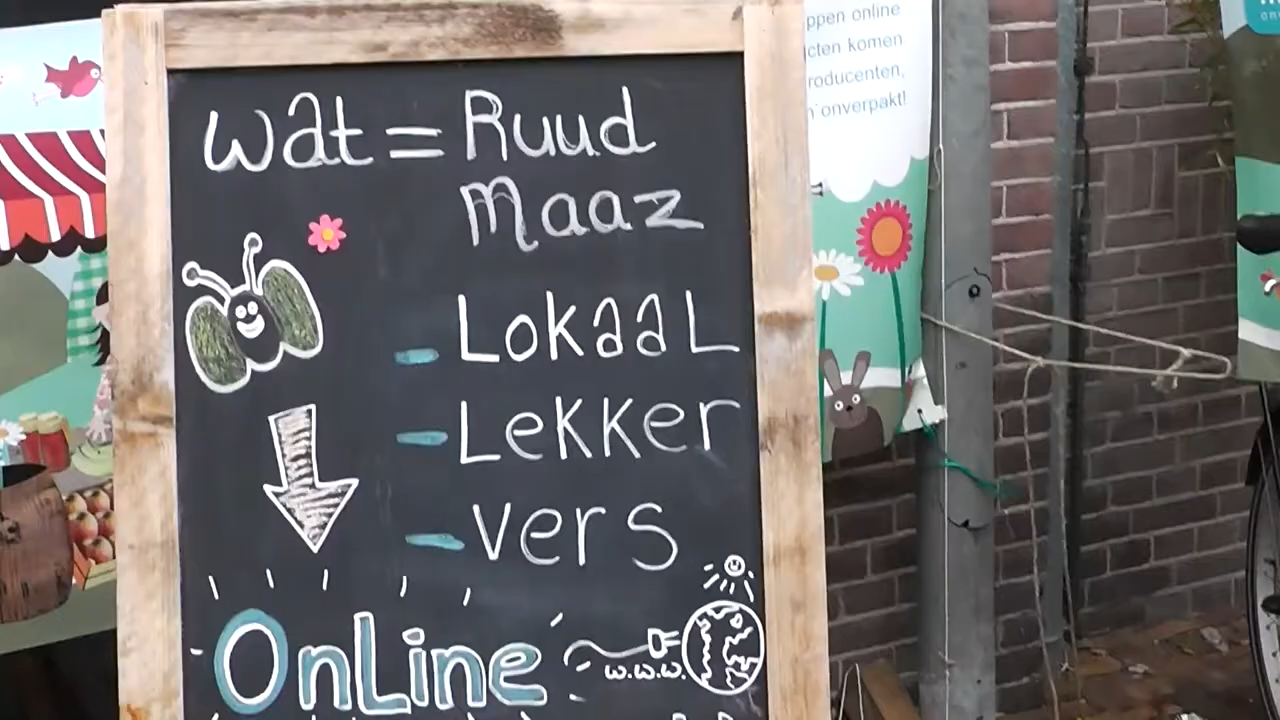 wat = Ruud
Maaz
- Lokaal
- Lekker
- vers
OnLine
w.w.w.
ppen online
cten komen
roducenten,
onverpakt!